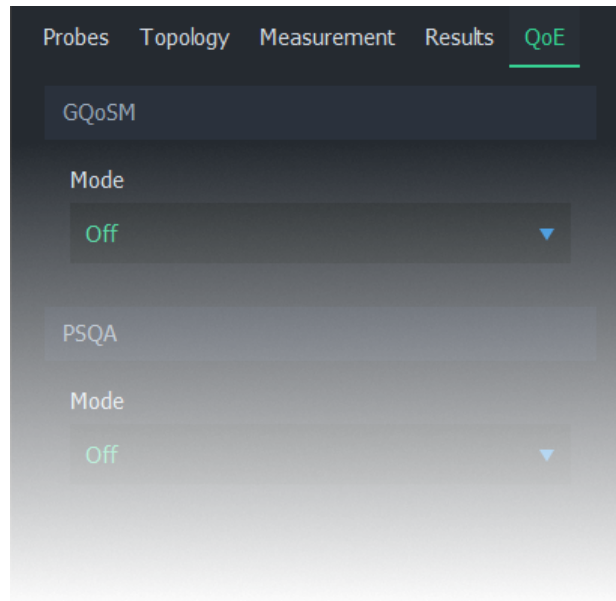 Probes Topology Measurement Results QoE
GQoSM
Mode
Off
PSQA
Mode
Off